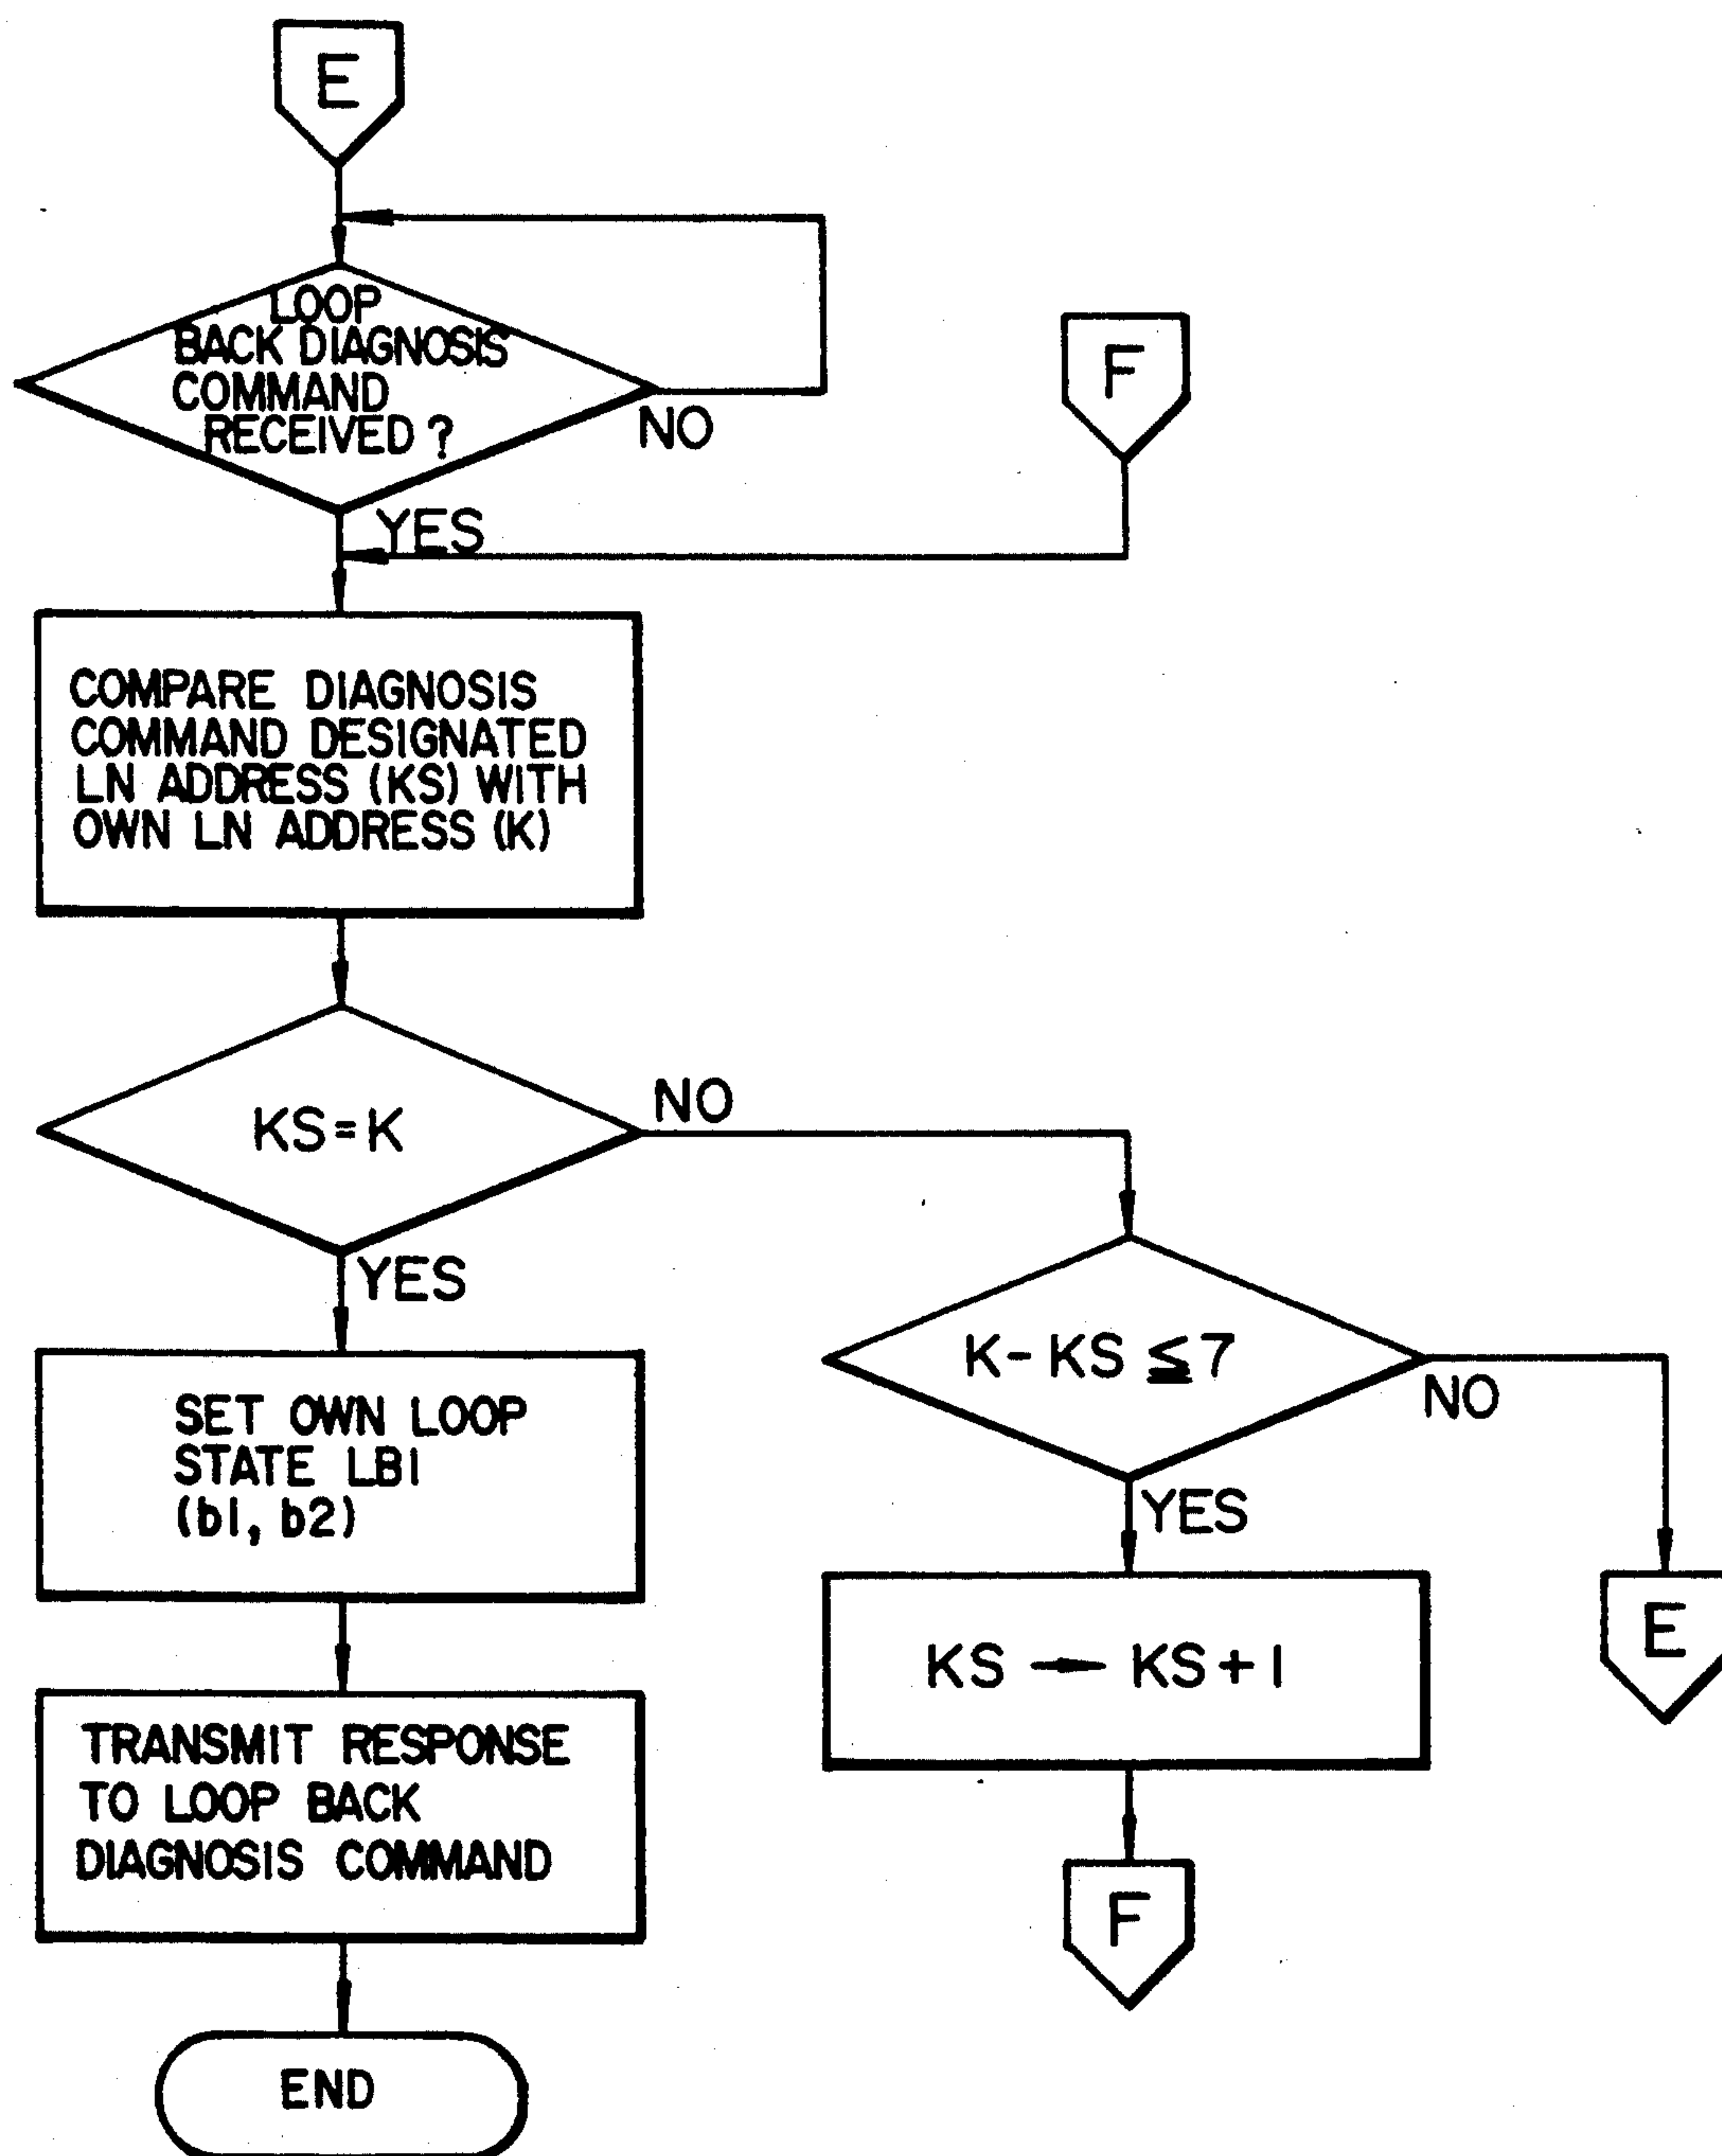 E
LOOP
BACK DIAGNOSIS
COMMAND
RECEIVED ?
NO
YES
F
COMPARE DIAGNOSIS
COMMAND DESIGNATED
LN ADDRESS (KS) WITH
OWN LN ADDRESS (K)
KS=K
NO
YES
SET OWN LOOP
STATE LB1
(b1, b2)
TRANSMIT RESPONSE
TO LOOP BACK
DIAGNOSIS COMMAND
END
K-KS ≦ 7
NO
YES
KS → KS+1
F
E